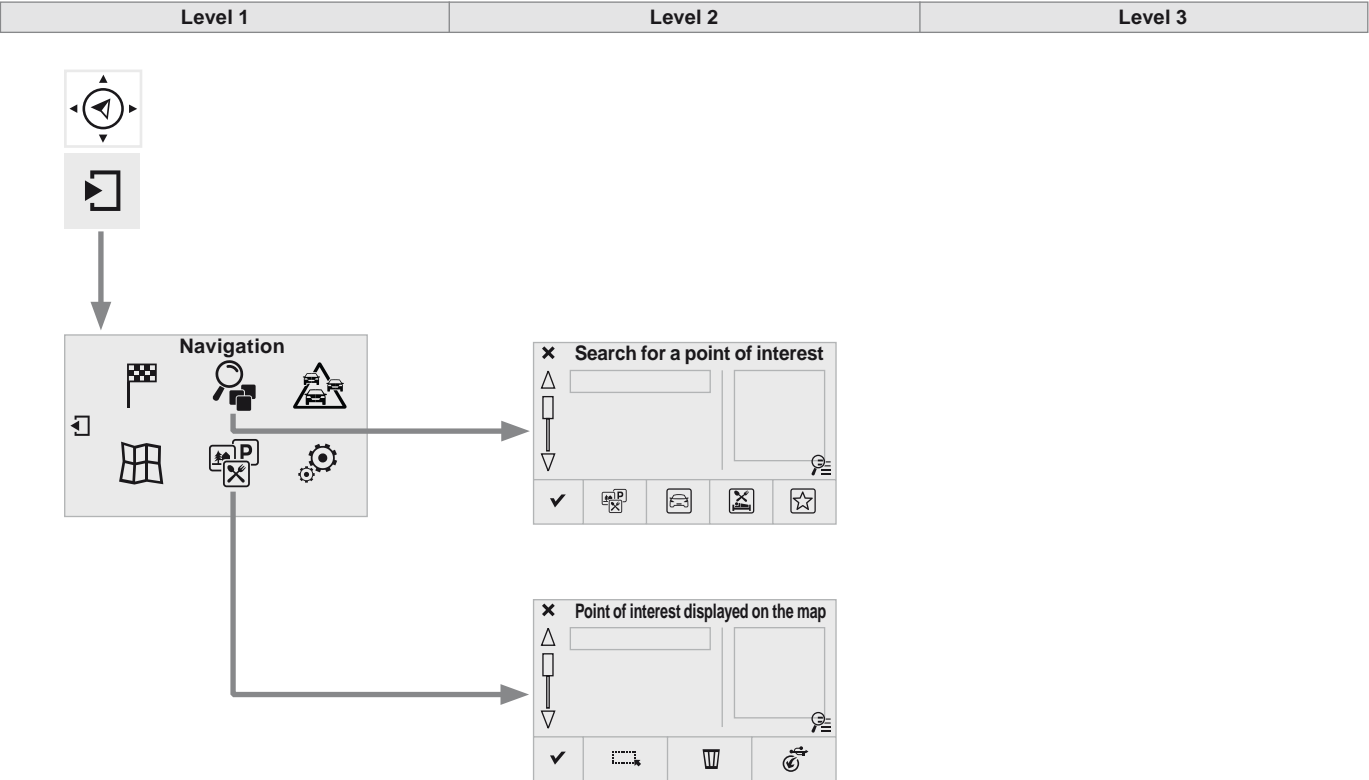 Level 1
Level 2
Level 3
Navigation
P
Search for a point of interest
P
Point of interest displayed on the map